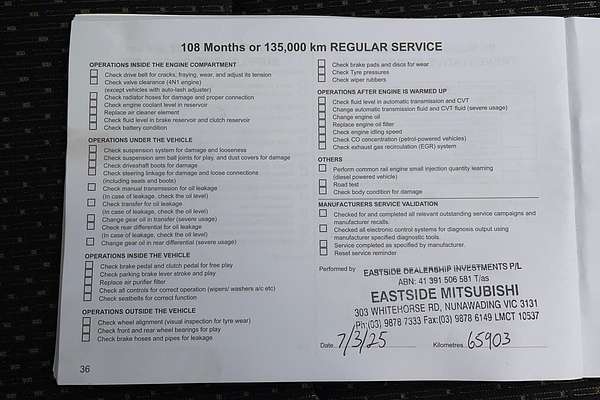 108 Months or 135,000 km REGULAR SERVICE
OPERATIONS INSIDE THE ENGINE COMPARTMENT
Check drive belt for cracks, fraying, wear, and adjust its tension
Check valve clearance (4N1 engine)
(except vehicles with auto-lash adjuster)
Check radiator hoses for damage and proper connection
Check engine coolant level in reservoir
Replace air cleaner element
Check fluid level in brake reservoir and clutch reservoir
Check battery condition
OPERATIONS UNDER THE VEHICLE
Check suspension system for damage and looseness
Check suspension arm ball joints for play, and dust covers for damage
Check driveshaft boots for damage
Check steering linkage for damage and loose connections
(including seals and boots)
Check manual transmission for oil leakage
(In case of leakage, check the oil level)
Check transfer for oil leakage
(In case of leakage, check the oil level)
Change gear oil in transfer (severe usage)
Check rear differential for oil leakage
(In case of leakage, check the oil level)
Change gear oil in rear differential (severe usage)
OPERATIONS INSIDE THE VEHICLE
Check brake pedal and clutch pedal for free play
Check parking brake lever stroke and play
Replace air purifier filter
Check all controls for correct operation (wipers/ washers a/c etc)
Check seatbelts for correct function
OPERATIONS OUTSIDE THE VEHICLE
Check wheel alignment (visual inspection for tyre wear)
Check front and rear wheel bearings for play
Check brake hoses and pipes for leakage
36
Check brake pads and discs for wear
Check Tyre pressures
Check wiper rubbers
OPERATIONS AFTER ENGINE IS WARMED UP
Check fluid level in automatic transmission and CVT
Change automatic transmission fluid and CVT fluid (severe usage)
Change engine oil
Replace engine oil filter
Check engine idling speed
Check CO concentration (petrol-powered vehicles)
Check exhaust gas recirculation (EGR) system
OTHERS
Perform common rail engine small injection quantity learning
(diesel powered vehicle)
Road test
Check body condition for damage
MANUFACTURERS SERVICE VALIDATION
Checked for and completed all relevant outstanding service campaigns and
manufacturer recalls.
Checked all electronic control systems for diagnosis output using
manufacturer specified diagnostic tools
Service completed as specified by manufacturer.
Reset service reminder
Performed by EASTSIDE DEALERSHIP INVESTMENTS P/L
ABN: 41 391 506 581 T/as
EASTSIDE MITSUBISHI
303 WHITEHORSE RD, NUNAWADING VIC 3131
Ph:(03) 9878 7333 Fax:(03) 9878 6149 LMCT 10537
Date 7/3/25 Kilometres 65903